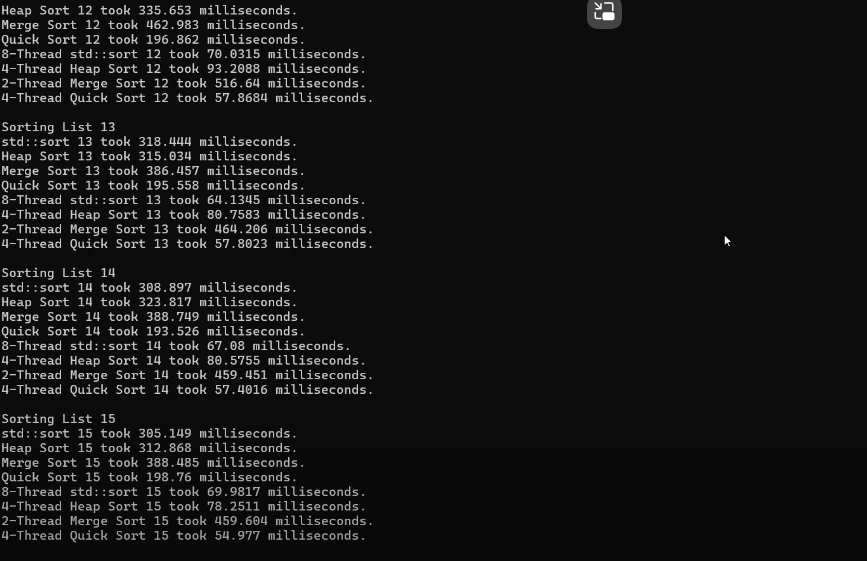 Heap Sort 12 took 335.653 milliseconds.
Merge Sort 12 took 462.983 milliseconds.
Quick Sort 12 took 196.862 milliseconds.
8-Thread std::sort 12 took 70.0315 milliseconds.
4-Thread Heap Sort 12 took 93.2088 milliseconds.
2-Thread Merge Sort 12 took 516.64 milliseconds.
4-Thread Quick Sort 12 took 57.8684 milliseconds.
Sorting List 13
std::sort 13 took 318.444 milliseconds.
Heap Sort 13 took 315.034 milliseconds.
Merge Sort 13 took 386.457 milliseconds.
Quick Sort 13 took 195.558 milliseconds.
8-Thread std::sort 13 took 64.1345 milliseconds.
4-Thread Heap Sort 13 took 80.7583 milliseconds.
2-Thread Merge Sort 13 took 464.206 milliseconds.
4-Thread Quick Sort 13 took 57.8023 milliseconds.
Sorting List 14
std::sort 14 took 308.897 milliseconds.
Heap Sort 14 took 323.817 milliseconds.
Merge Sort 14 took 388.749 milliseconds.
Quick Sort 14 took 193.526 milliseconds.
8-Thread std::sort 14 took 67.08 milliseconds.
4-Thread Heap Sort 14 took 80.5755 milliseconds.
2-Thread Merge Sort 14 took 459.451 milliseconds.
4-Thread Quick Sort 14 took 57.4016 milliseconds.
Sorting List 15
std::sort 15 took 305.149 milliseconds.
Heap Sort 15 took 312.868 milliseconds.
Merge Sort 15 took 388.485 milliseconds.
Quick Sort 15 took 198.76 milliseconds.
8-Thread std::sort 15 took 69.9817 milliseconds.
4-Thread Heap Sort 15 took 78.2511 milliseconds.
2-Thread Merge Sort 15 took 459.604 milliseconds.
4-Thread Quick Sort 15 took 54.977 milliseconds.